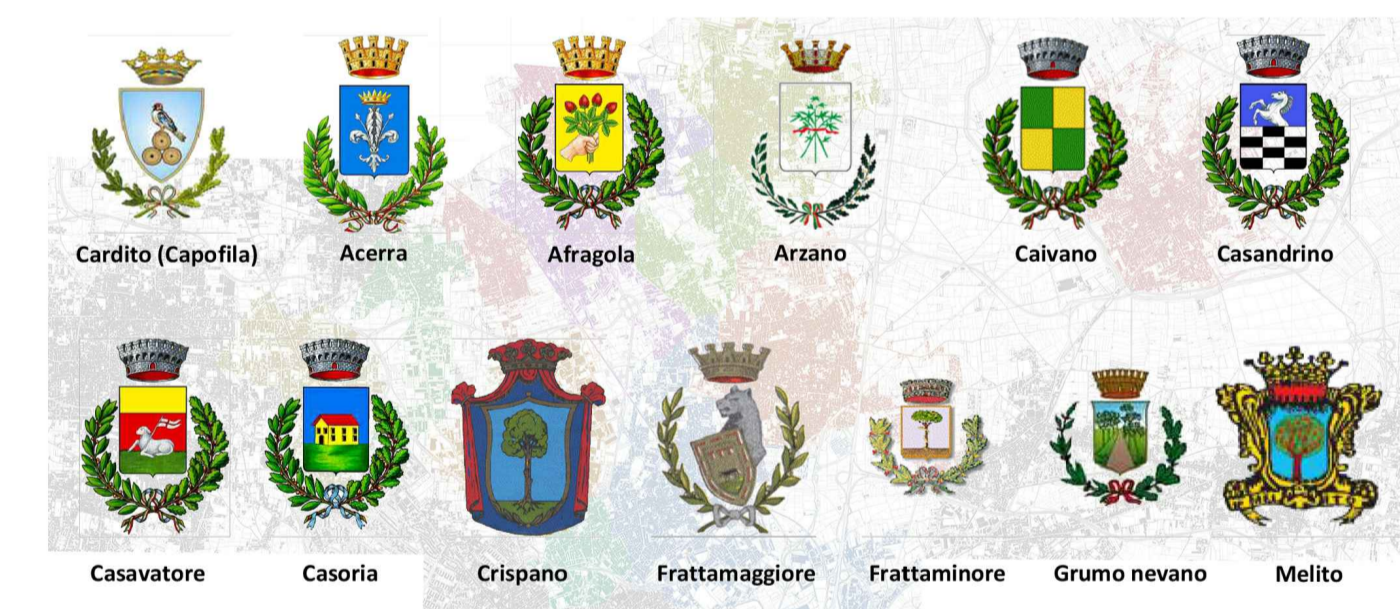 Cardito (Capofila) Acerra Afragola Arzano Caivano Casandrino
Casavatore Casoria Crispano Frattamaggiore Frattaminore Grumo nevano Melito